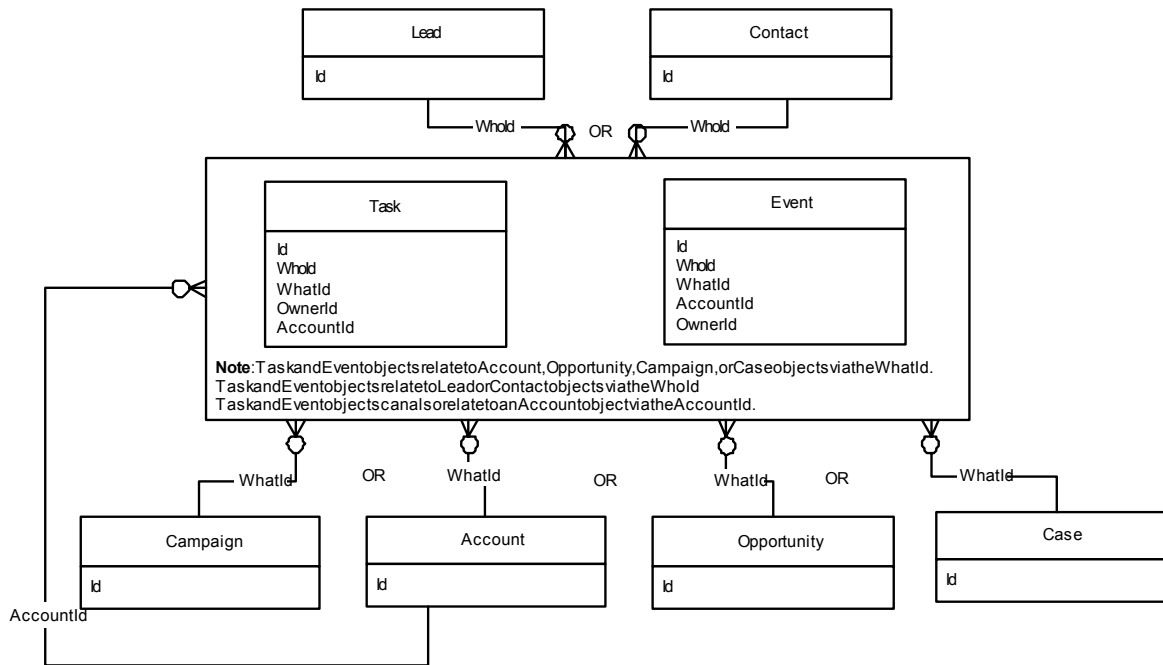 Lead
Contact
Id
Id
WhoId
OR
WhoId
Task
Id
WhoId
WhatId
OwnerId
AccountId
Event
Id
WhoId
WhatId
AccountId
OwnerId
Note:TaskandEventobjectsrelatetoAccount,Opportunity,Campaign,orCaseobjectsviatheWhatId.
TaskandEventobjectsrelatetoLeadorContactobjectsviatheWhoId
TaskandEventobjectscanalsorelatetoanAccountobjectviatheAccountId.
WhatId
OR
WhatId
OR
WhatId
OR
WhatId
Campaign
Id
Account
Id
Opportunity
Id
Case
Id
AccountId